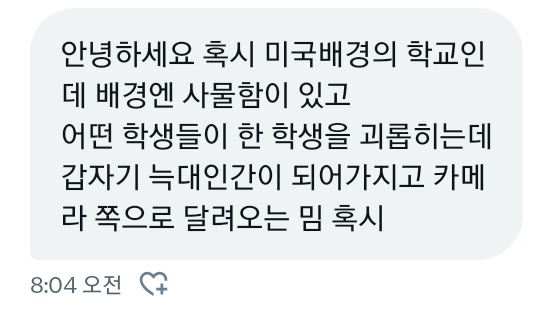 안녕하세요 혹시 미국배경의 학교인
데 배경엔 사물함이 있고
어떤 학생들이 한 학생을 괴롭히는데
갑자기 늑대인간이 되어가지고 카메
라 쪽으로 달려오는 밈 혹시
8:04 오전